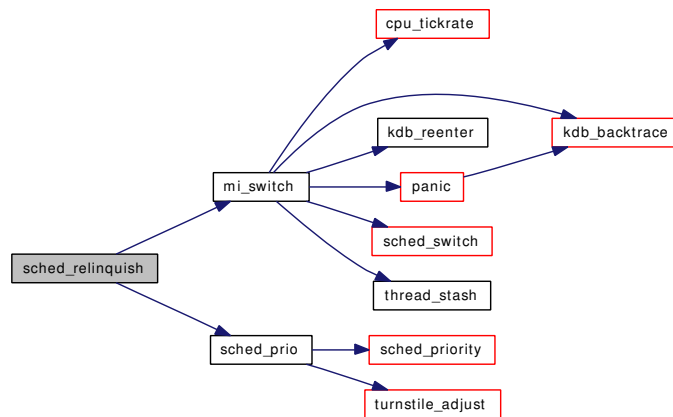 cpu_tickrate
kdb_reenter
kdb_backtrace
mi_switch
panic
sched_switch
sched_relinquish
thread_stash
sched_prio
sched_priority
turnstile_adjust